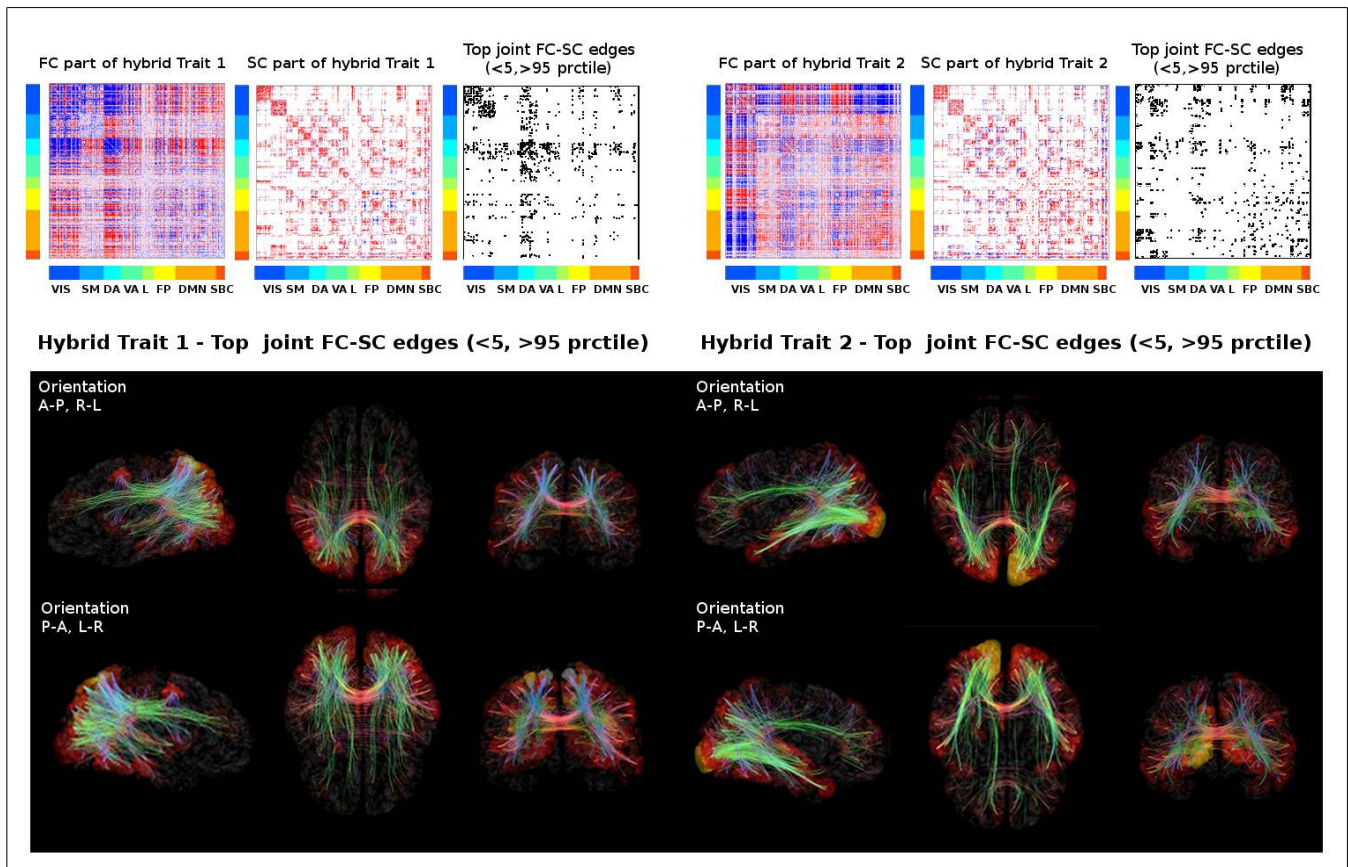 FC part of hybrid Trait 1
SC part of hybrid Trait 1
Top joint FC-SC edges
(<5,>95 prctile)
FC part of hybrid Trait 2
SC part of hybrid Trait 2
Top joint FC-SC edges
(<5,>95 prctile)
VIS SM DA VA L FP DMN SBC
VIS SM DA VA L FP DMN SBC
VIS SM DA VA L FP DMN SBC
VIS SM DA VA L FP DMN SBC
VIS SM DA VA L FP DMN SBC
VIS SM DA VA L FP DMN SBC
Hybrid Trait 1 - Top joint FC-SC edges (<5, >95 prctile)
Hybrid Trait 2 - Top joint FC-SC edges (<5, >95 prctile)
Orientation
A-P, R-L
Orientation
A-P, R-L
Orientation
P-A, L-R
Orientation
P-A, L-R